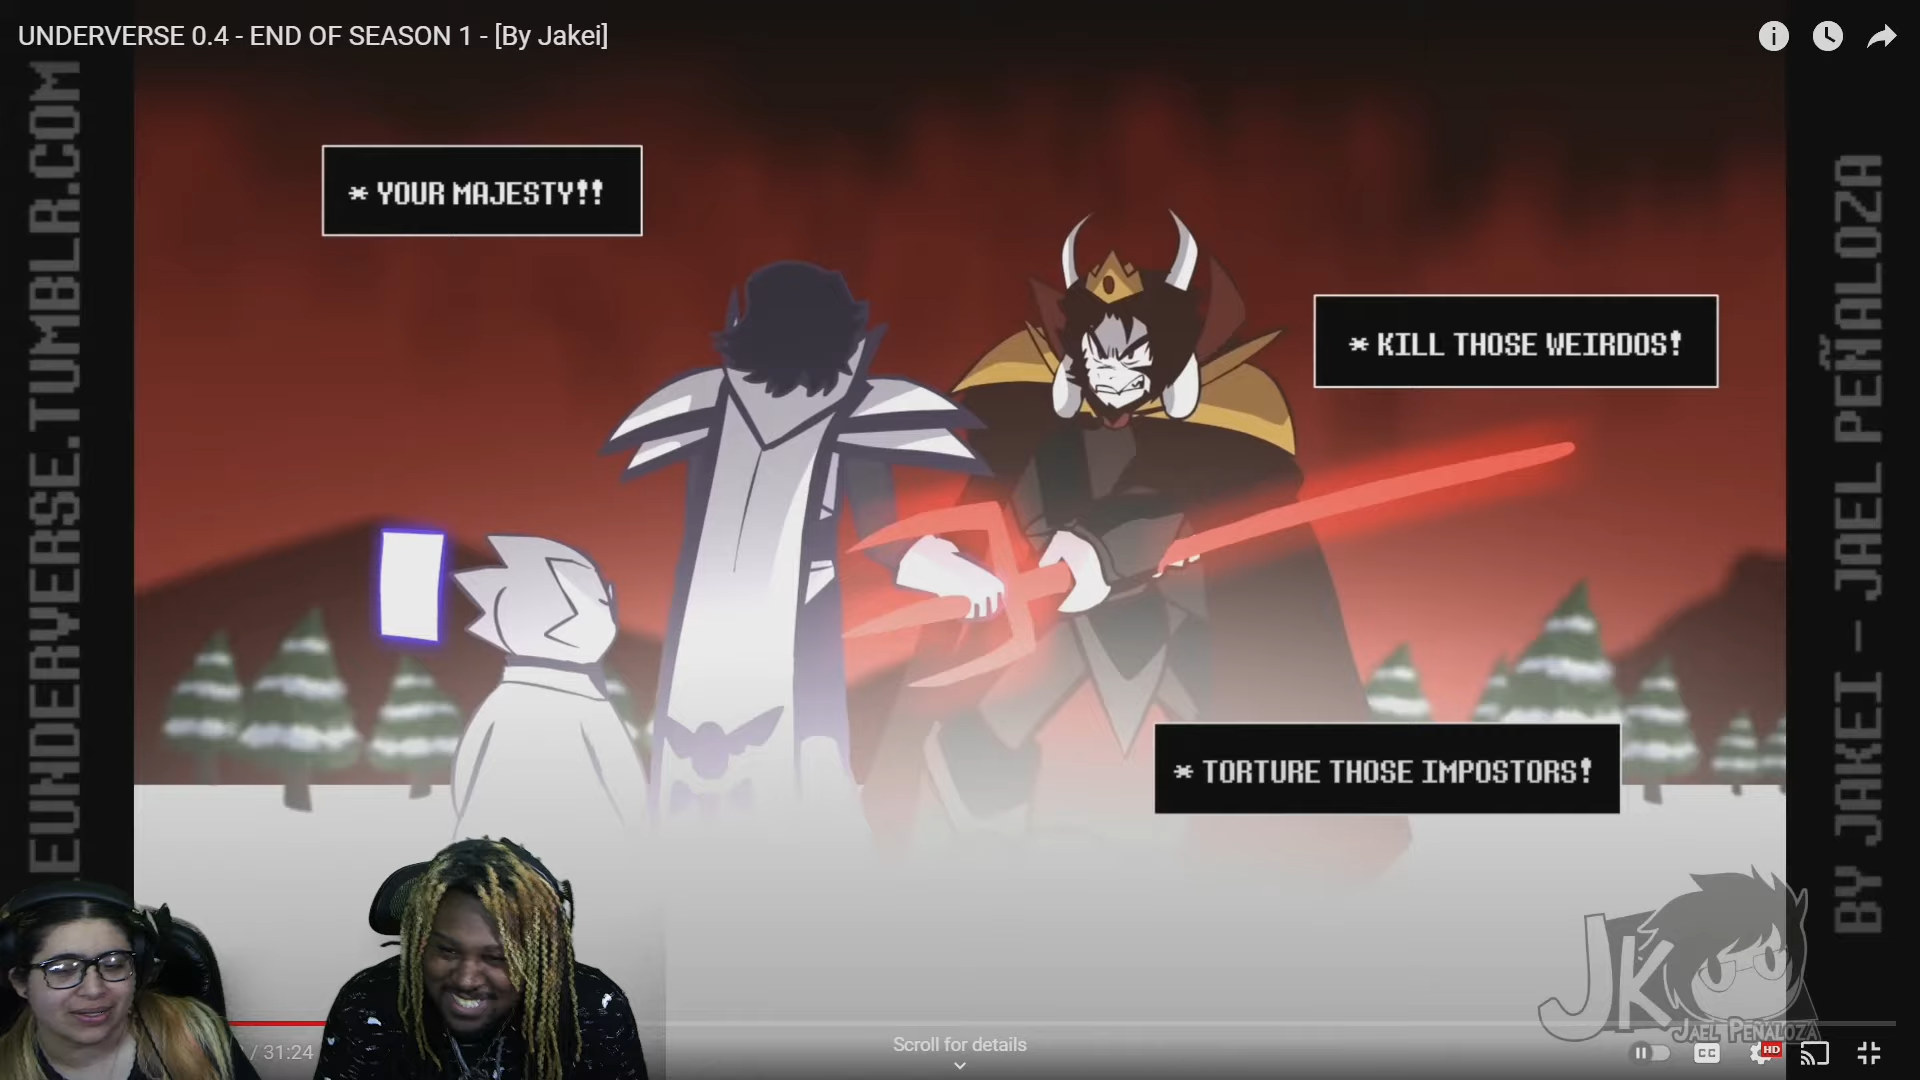 UNDERVERSE 0.4 - END OF SEASON 1 - [By Jakei]
EUNDERVERSE.TUMBLR.COM
* YOUR MAJESTY!!
* KILL THOSE WEIRDOS!
* TORTURE THOSE IMPOSTORS!
BY JAKEI - JAEL PEÑALOZA
JK
JAEL PEÑALOZA
/ 31:24
Scroll for details
CC
HD